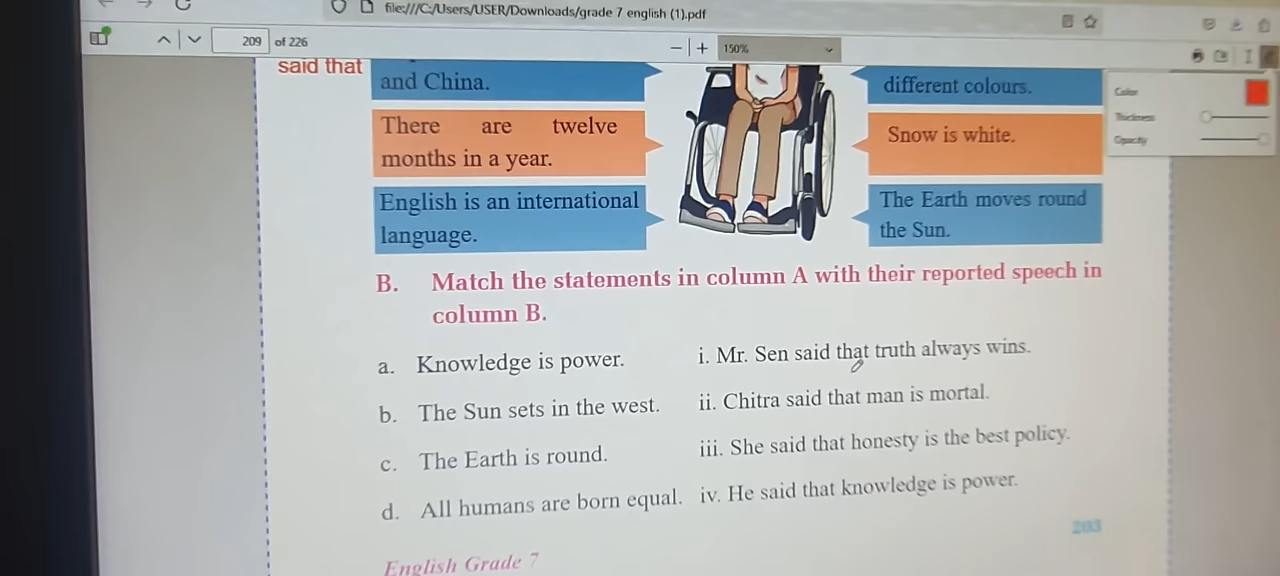 file:///C:/Users/USER/Downloads/grade 7 english (1).pdf
209 of 226
150%
said that
and China.
different colours.
Color
Thickness
Opacity
There are twelve
months in a year.
Snow is white.
English is an international
language.
The Earth moves round
the Sun.
B. Match the statements in column A with their reported speech in
column B.
a. Knowledge is power.
i. Mr. Sen said that truth always wins.
b. The Sun sets in the west.
ii. Chitra said that man is mortal.
c. The Earth is round.
iii. She said that honesty is the best policy.
d. All humans are born equal.
iv. He said that knowledge is power.
203
English Grade 7